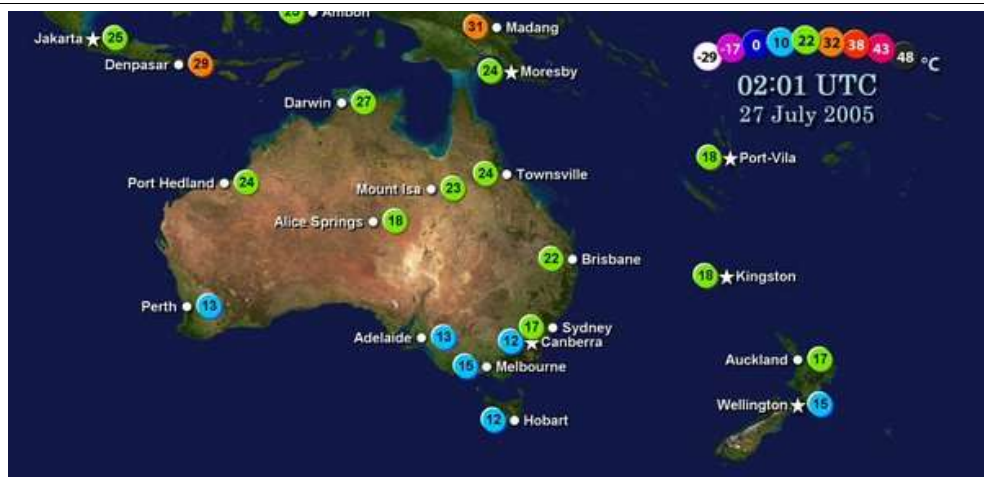 25 Ambon
31 Madang
Jakarta 25
Denpasar 29
24 Moresby
-29 -17 0 10 22 32 38 43 48 °C
02:01 UTC
27 July 2005
Darwin 27
18 Port-Vila
Port Hedland 24
24 Townsville
Mount Isa 23
Alice Springs 18
22 Brisbane
18 Kingston
Perth 13
17 Sydney
Adelaide 13
12 Canberra
15 Melbourne
Auckland 17
Wellington 15
12 Hobart